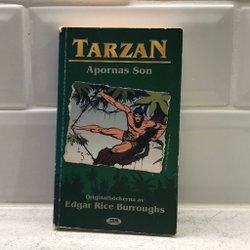 TARZAN
Apornas Son
Originalböckerna av
Edgar Rice Burroughs